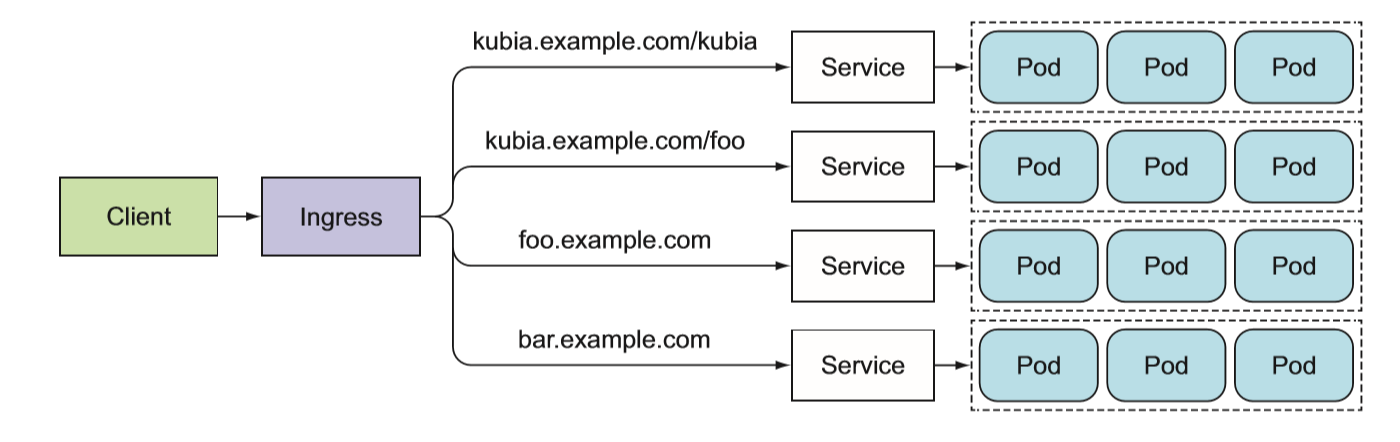 kubia.example.com/kubia
Service
Pod Pod Pod
kubia.example.com/foo
Service
Pod Pod Pod
Client
Ingress
foo.example.com
Service
Pod Pod Pod
bar.example.com
Service
Pod Pod Pod